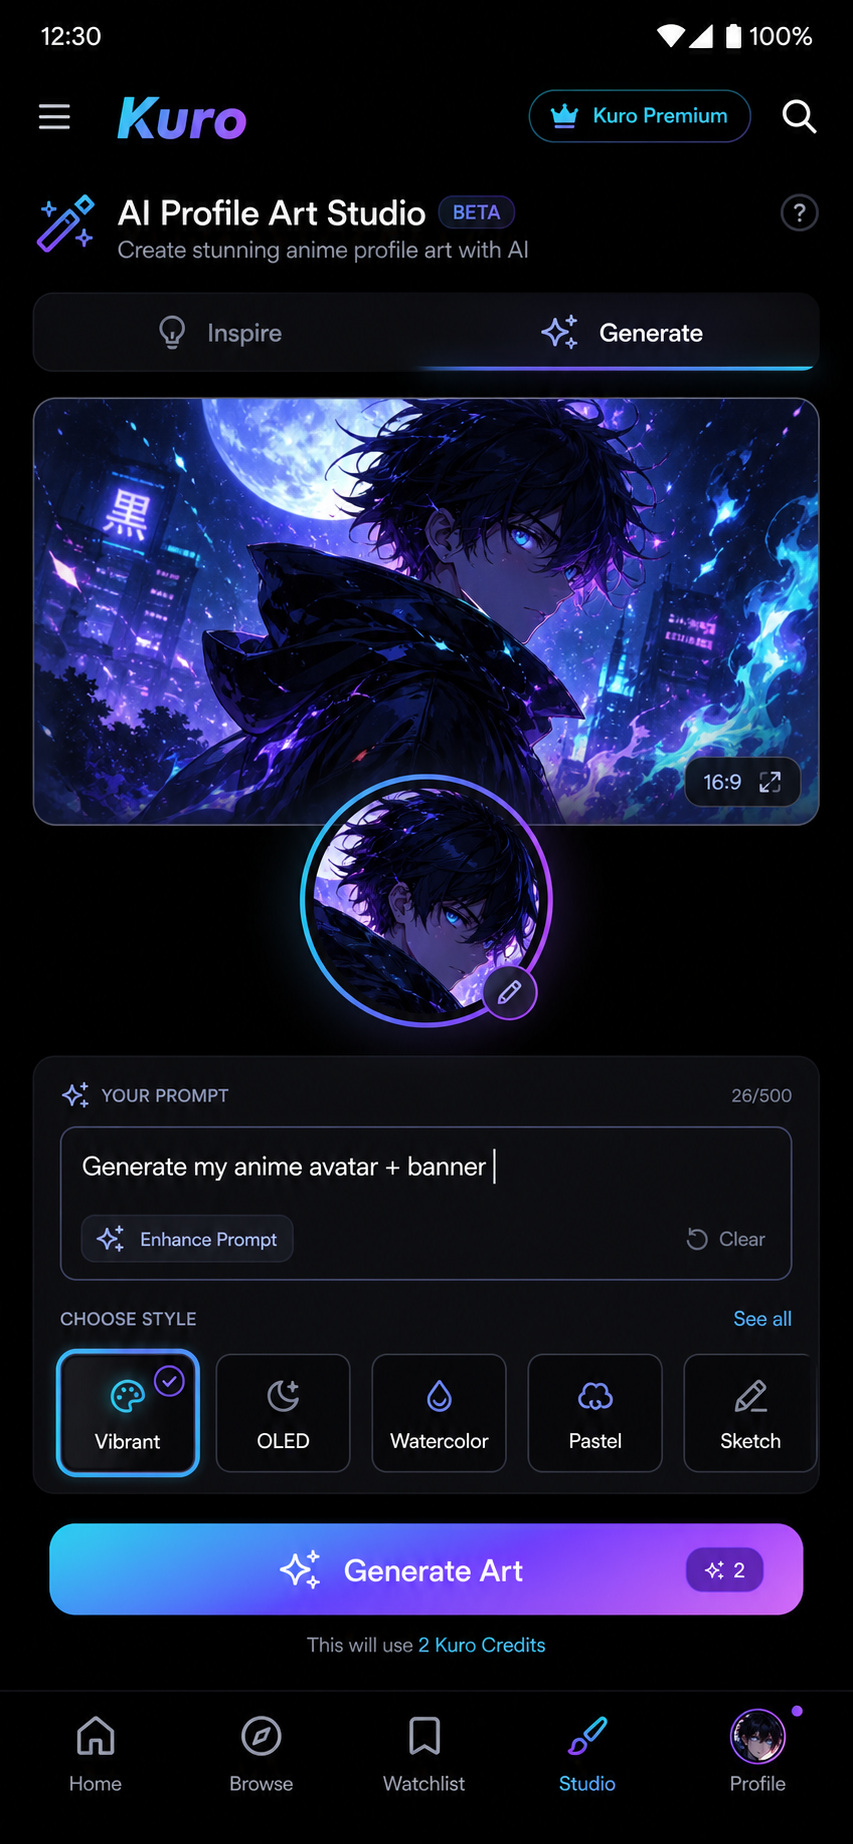 12:30 100%
Kuro Kuro Premium
AI Profile Art Studio BETA ?
Create stunning anime profile art with AI
Inspire Generate
黒
16:9
YOUR PROMPT 26/500
Generate my anime avatar + banner
Enhance Prompt Clear
CHOOSE STYLE See all
Vibrant OLED Watercolor Pastel Sketch
Generate Art 2
This will use 2 Kuro Credits
Home Browse Watchlist Studio Profile